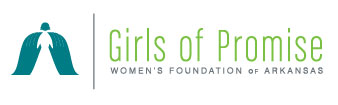 Girls of Promise
WOMEN'S FOUNDATION OF ARKANSAS